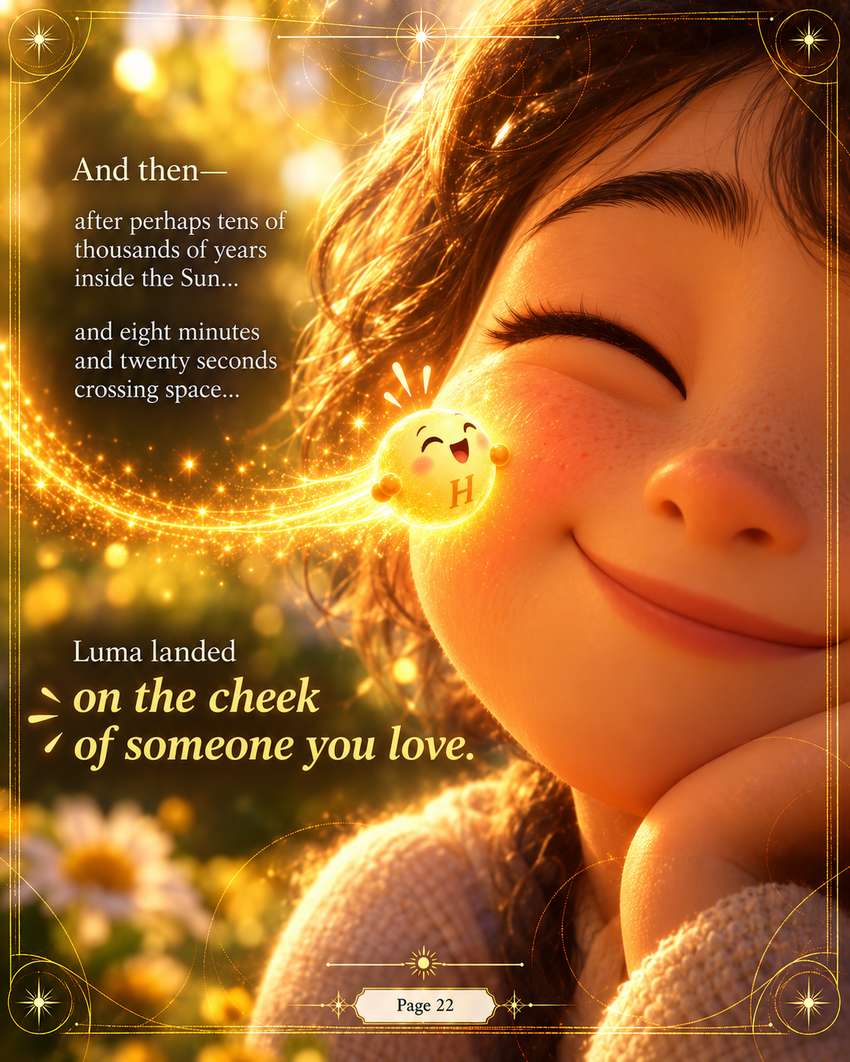 And then—
after perhaps tens of
thousands of years
inside the Sun...
and eight minutes
and twenty seconds
crossing space...
H
Luma landed
on the cheek
of someone you love.
Page 22